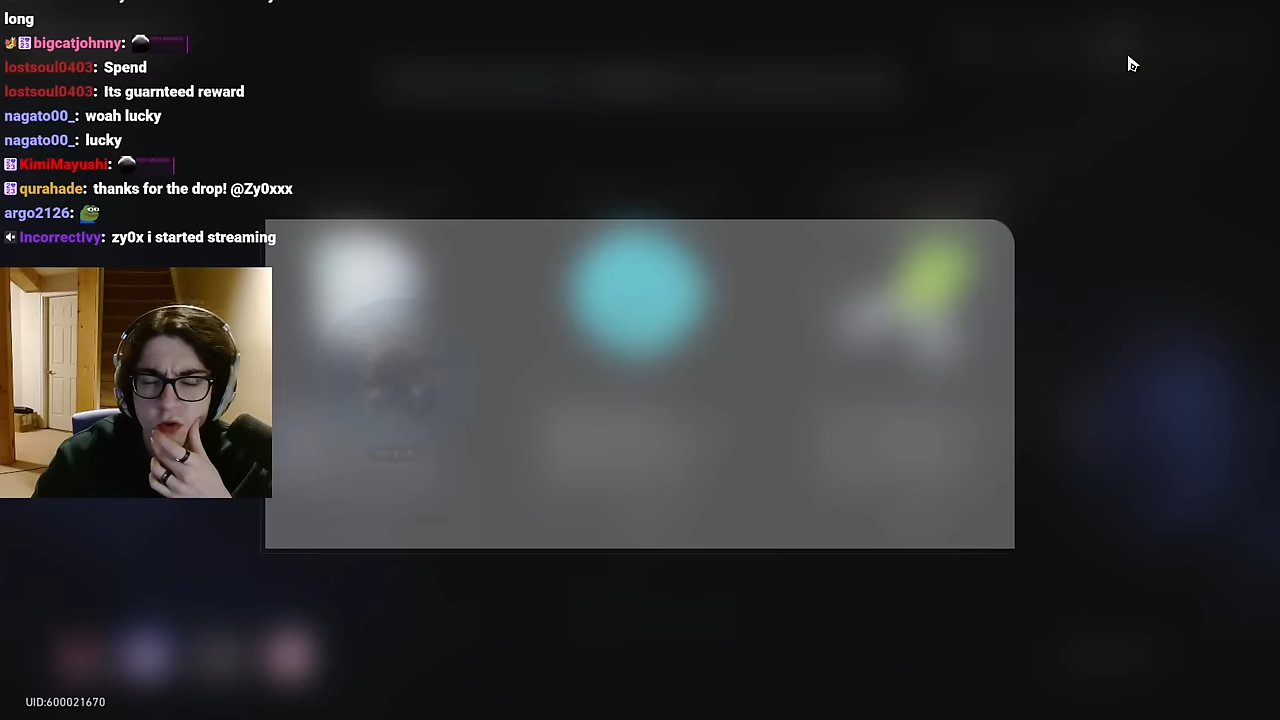 long
bigcatjohnny:
lostsoul0403: Spend
lostsoul0403: Its guarnteed reward
nagato00_: woah lucky
nagato00_: lucky
KimiMayushi:
qurahade: thanks for the drop! @Zy0xxx
argo2126:
IncorrectIvy: zy0x i started streaming
UID:600021670